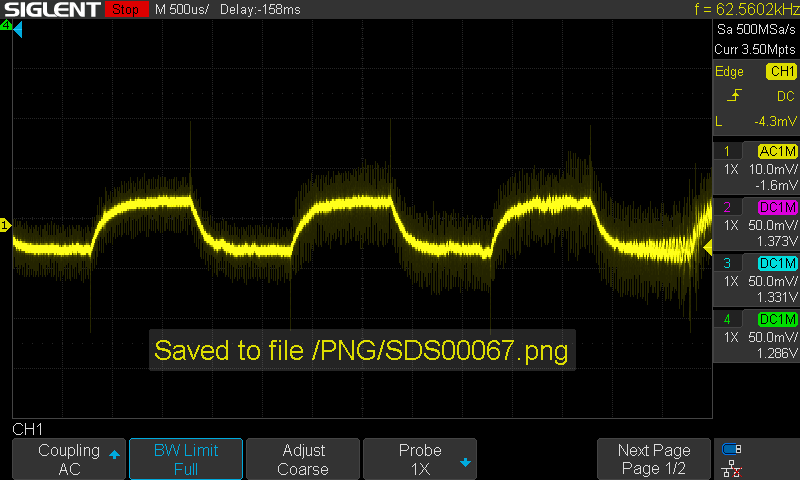 SIGLENT Stop M 500us/ Delay:-158ms f = 62.5602kHz
Sa 500MSa/s
Curr 3.50Mpts
Edge CH1
DC
L -4.3mV
1 AC1M
1X 10.0mV/
-1.6mV
2 DC1M
1X 50.0mV/
1.373V
3 DC1M
1X 50.0mV/
1.331V
4 DC1M
1X 50.0mV/
1.286V
4
1
Saved to file /PNG/SDS00067.png
CH1
Coupling
AC
BW Limit
Full
Adjust
Coarse
Probe
1X
Next Page
Page 1/2